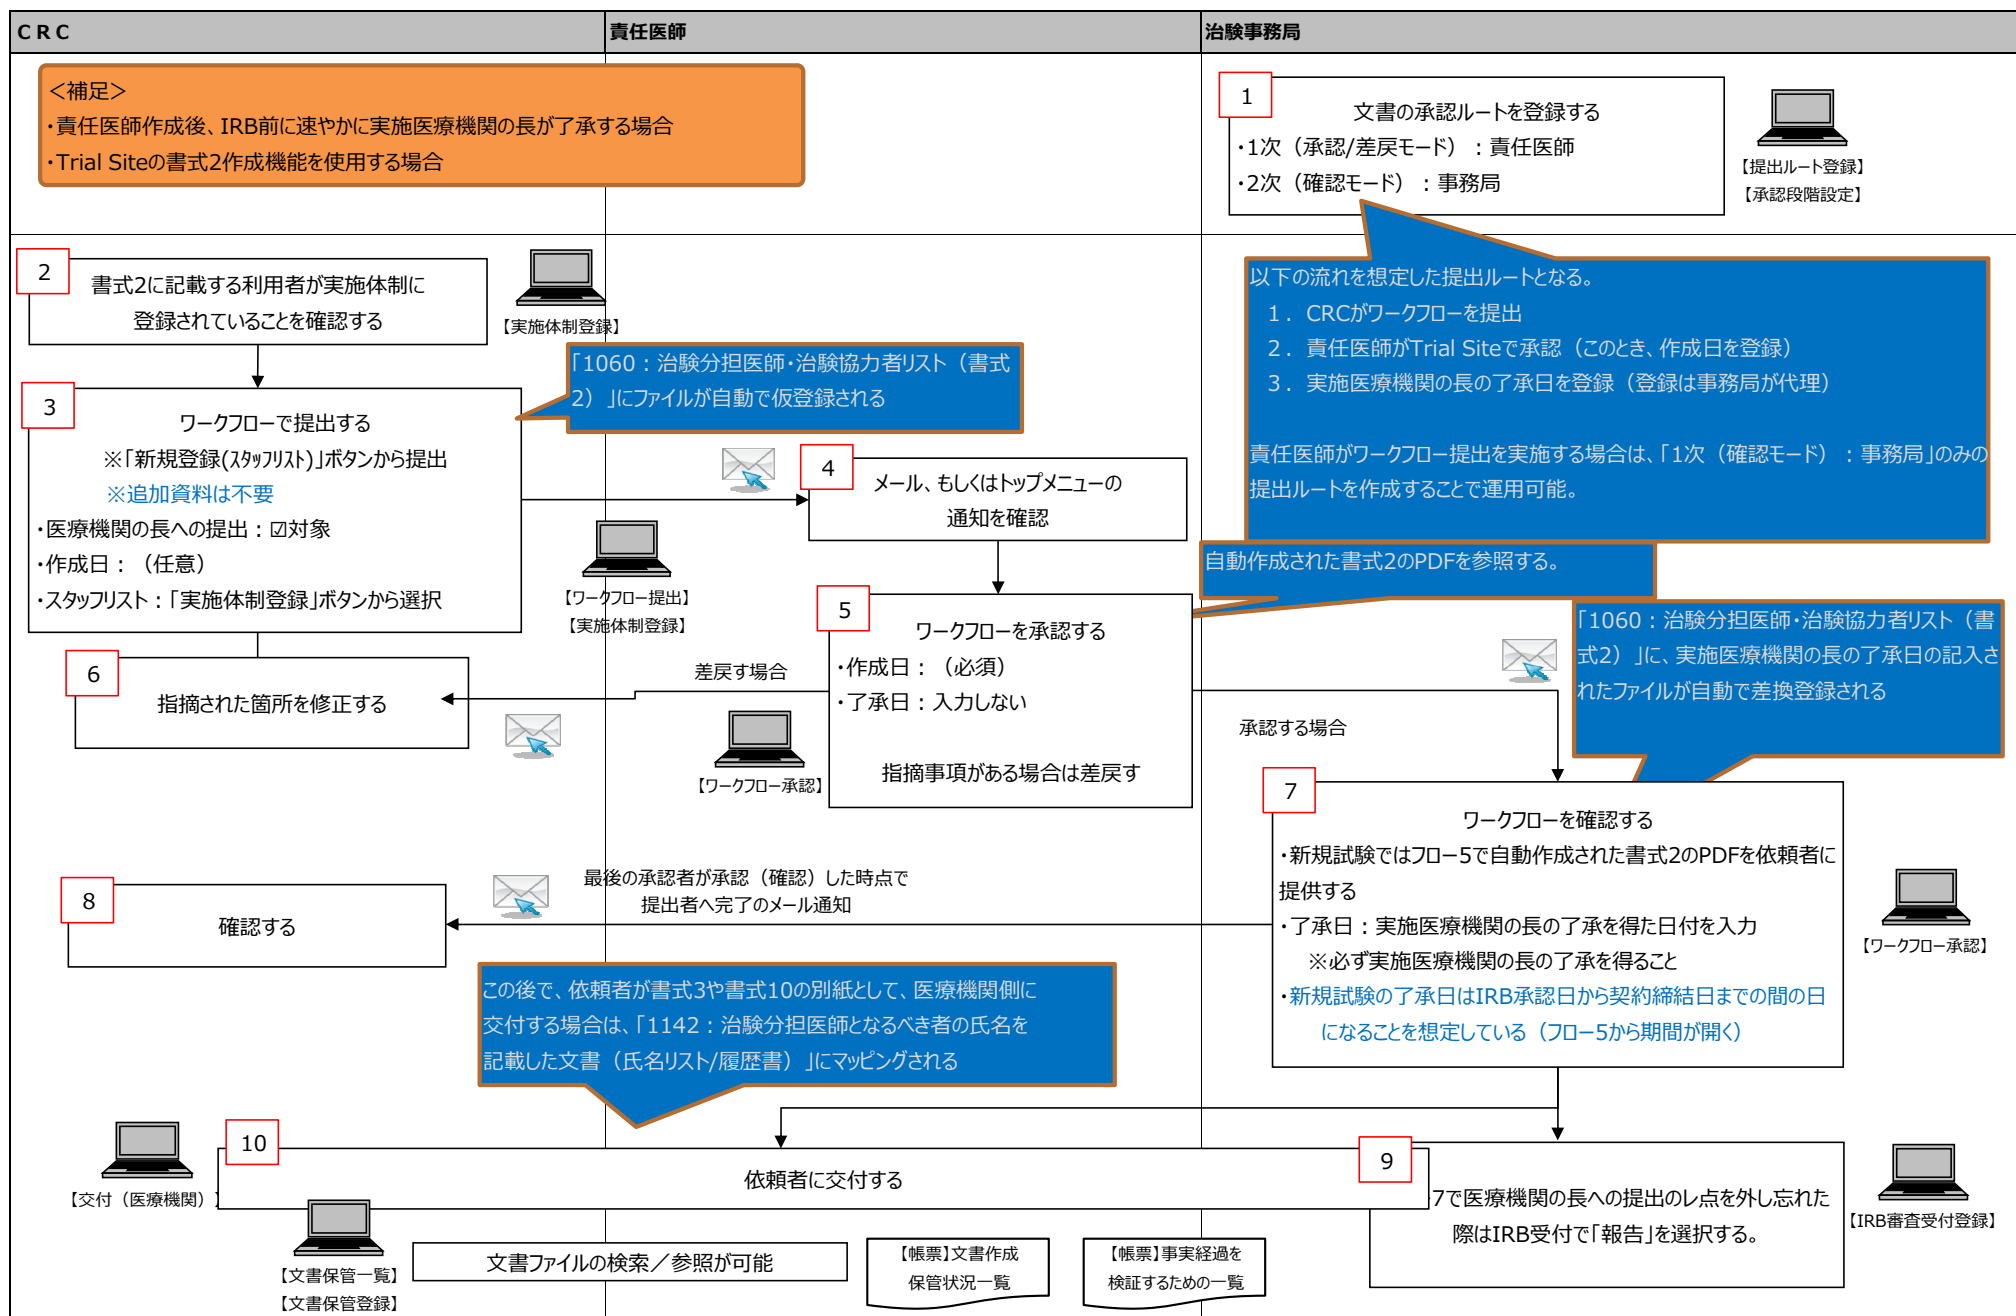 ＣＲＣ
責任医師
治験事務局
＜補足＞
・責任医師作成後、IRB前に速やかに実施医療機関の長が了承する場合
・Trial Siteの書式2作成機能を使用する場合
1
文書の承認ルートを登録する
・1次（承認/差戻モード）：責任医師
・2次（確認モード）：事務局
【提出ルート登録】
【承認段階設定】
2
書式2に記載する利用者が実施体制に
登録されていることを確認する
【実施体制登録】
以下の流れを想定した提出ルートとなる。
1．CRCがワークフローを提出
2．責任医師がTrial Siteで承認（このとき、作成日を登録）
3．実施医療機関の長の了承日を登録（登録は事務局が代理）
責任医師がワークフロー提出を実施する場合は、「1次（確認モード）：事務局」のみの
提出ルートを作成することで運用可能。
「1060：治験分担医師・治験協力者リスト（書式
2）」にファイルが自動で仮登録される
3
ワークフローで提出する
※「新規登録(スタッフリスト)」ボタンから提出
※追加資料は不要
・医療機関の長への提出：☑対象
・作成日：（任意）
・スタッフリスト：「実施体制登録」ボタンから選択
【ワークフロー提出】
【実施体制登録】
4
メール、もしくはトップメニューの
通知を確認
自動作成された書式2のPDFを参照する。
5
ワークフローを承認する
・作成日：（必須）
・了承日：入力しない
指摘事項がある場合は差戻す
【ワークフロー承認】
差戻す場合
6
指摘された箇所を修正する
承認する場合
「1060：治験分担医師・治験協力者リスト（書
式2）」に、実施医療機関の長の了承日の記入さ
れたファイルが自動で差換登録される
7
ワークフローを確認する
・新規試験ではフロー5で自動作成された書式2のPDFを依頼者に
提供する
・了承日：実施医療機関の長の了承を得た日付を入力
※必ず実施医療機関の長の了承を得ること
・新規試験の了承日はIRB承認日から契約締結日までの間の日
になることを想定している（フロー5から期間が開く）
【ワークフロー承認】
最後の承認者が承認（確認）した時点で
提出者へ完了のメール通知
8
確認する
この後で、依頼者が書式3や書式10の別紙として、医療機関側に
交付する場合は、「1142：治験分担医師となるべき者の氏名を
記載した文書（氏名リスト/履歴書）」にマッピングされる
10
依頼者に交付する
【交付（医療機関）】
9
7で医療機関の長への提出のレ点を外し忘れた
際はIRB受付で「報告」を選択する。
【IRB審査受付登録】
【文書保管一覧】
【文書保管登録】
文書ファイルの検索／参照が可能
【帳票】文書作成
保管状況一覧
【帳票】事実経過を
検証するための一覧